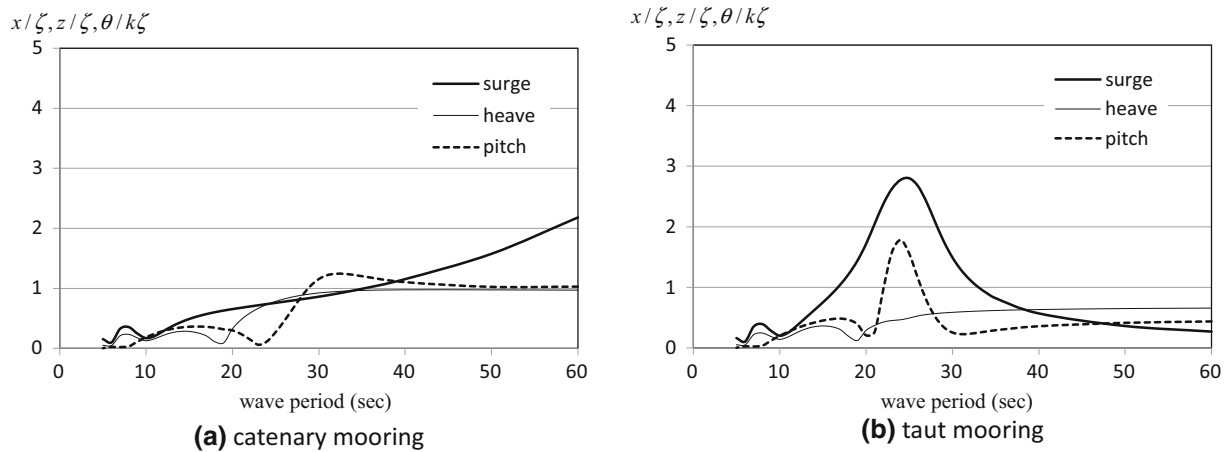 x / ζ, z / ζ, θ / kζ
5
4
3
2
1
0
surge
heave
pitch
0 10 20 30 40 50 60
wave period (sec)
(a) catenary mooring
x / ζ, z / ζ, θ / kζ
5
4
3
2
1
0
surge
heave
pitch
0 10 20 30 40 50 60
wave period (sec)
(b) taut mooring